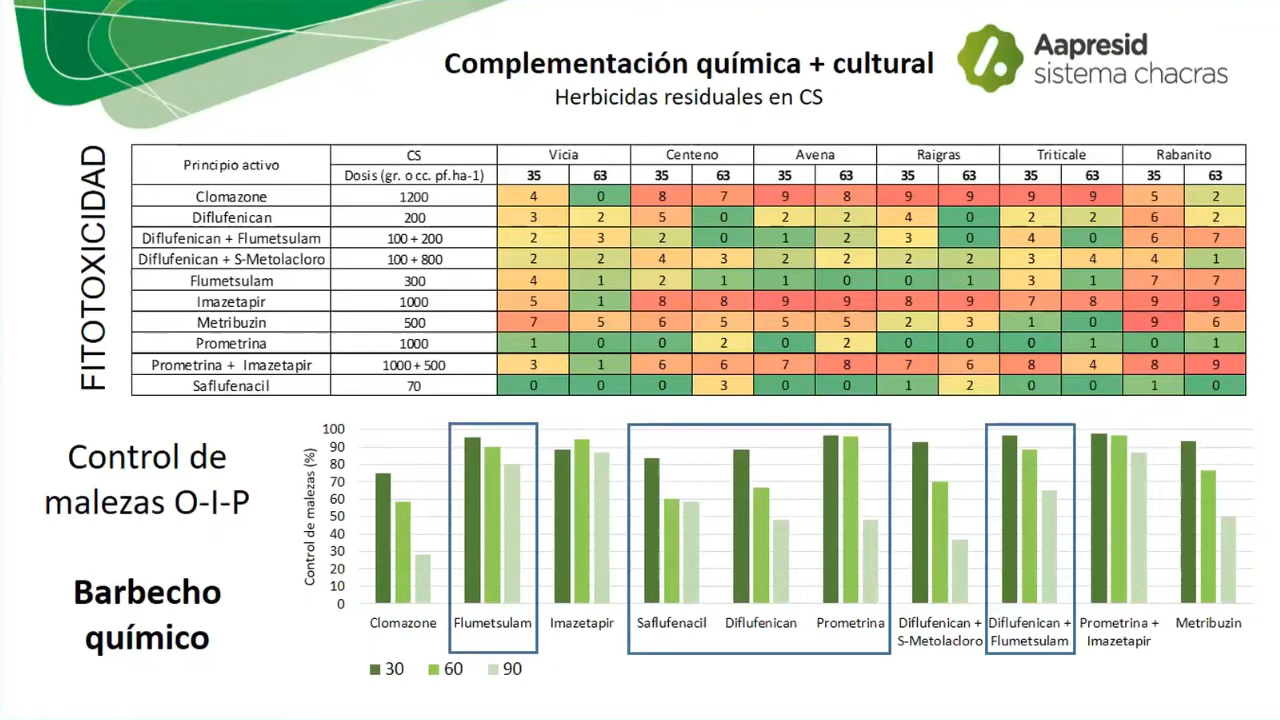 Complementación química + cultural
Herbicidas residuales en CS
Aapresid
sistema chacras
FITOTOXICIDAD
Principio activo CS Vicia Centeno Avena Raigras Triticale Rabanito
Dosis (gr. o cc. pf.ha-1) 35 63 35 63 35 63 35 63 35 63 35 63
Clomazone 1200 4 0 8 7 9 8 9 9 9 9 5 2
Diflufenican 200 3 2 5 0 2 2 4 0 2 2 6 2
Diflufenican + Flumetsulam 100 + 200 2 3 2 0 1 2 3 0 4 0 6 7
Diflufenican + S-Metolacloro 100 + 800 2 2 4 3 2 2 2 2 3 4 4 1
Flumetsulam 300 4 1 2 1 1 0 0 1 3 1 7 7
Imazetapir 1000 5 1 8 8 9 9 8 9 7 8 9 9
Metribuzin 500 7 5 6 5 5 5 2 3 1 0 9 6
Prometrina 1000 1 0 0 2 0 2 0 0 0 1 0 1
Prometrina + Imazetapir 1000 + 500 3 1 6 6 7 8 7 6 8 4 8 9
Saflufenacil 70 0 0 0 3 0 0 1 2 0 0 1 0
Control de
malezas O-I-P
Barbecho
químico
Control de malezas (%)
100
90
80
70
60
50
40
30
20
10
0
Clomazone Flumetsulam Imazetapir Saflufenacil Diflufenican Prometrina Diflufenican + Diflufenican + Prometrina + Metribuzin
S-Metolacloro Flumetsulam Imazetapir
30 60 90